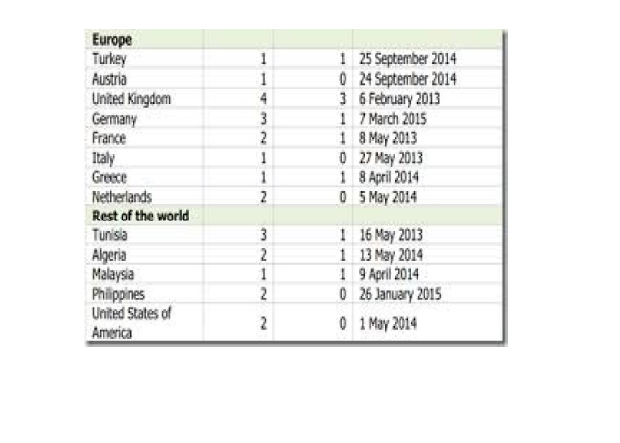 Europe
Turkey 1 1 25 September 2014
Austria 1 0 24 September 2014
United Kingdom 4 3 6 February 2013
Germany 3 1 7 March 2015
France 2 1 8 May 2013
Italy 1 0 27 May 2013
Greece 1 1 8 April 2014
Netherlands 2 0 5 May 2014
Rest of the world
Tunisia 3 1 16 May 2013
Algeria 2 1 13 May 2014
Malaysia 1 1 9 April 2014
Philippines 2 0 26 January 2015
United States of
America 2 0 1 May 2014